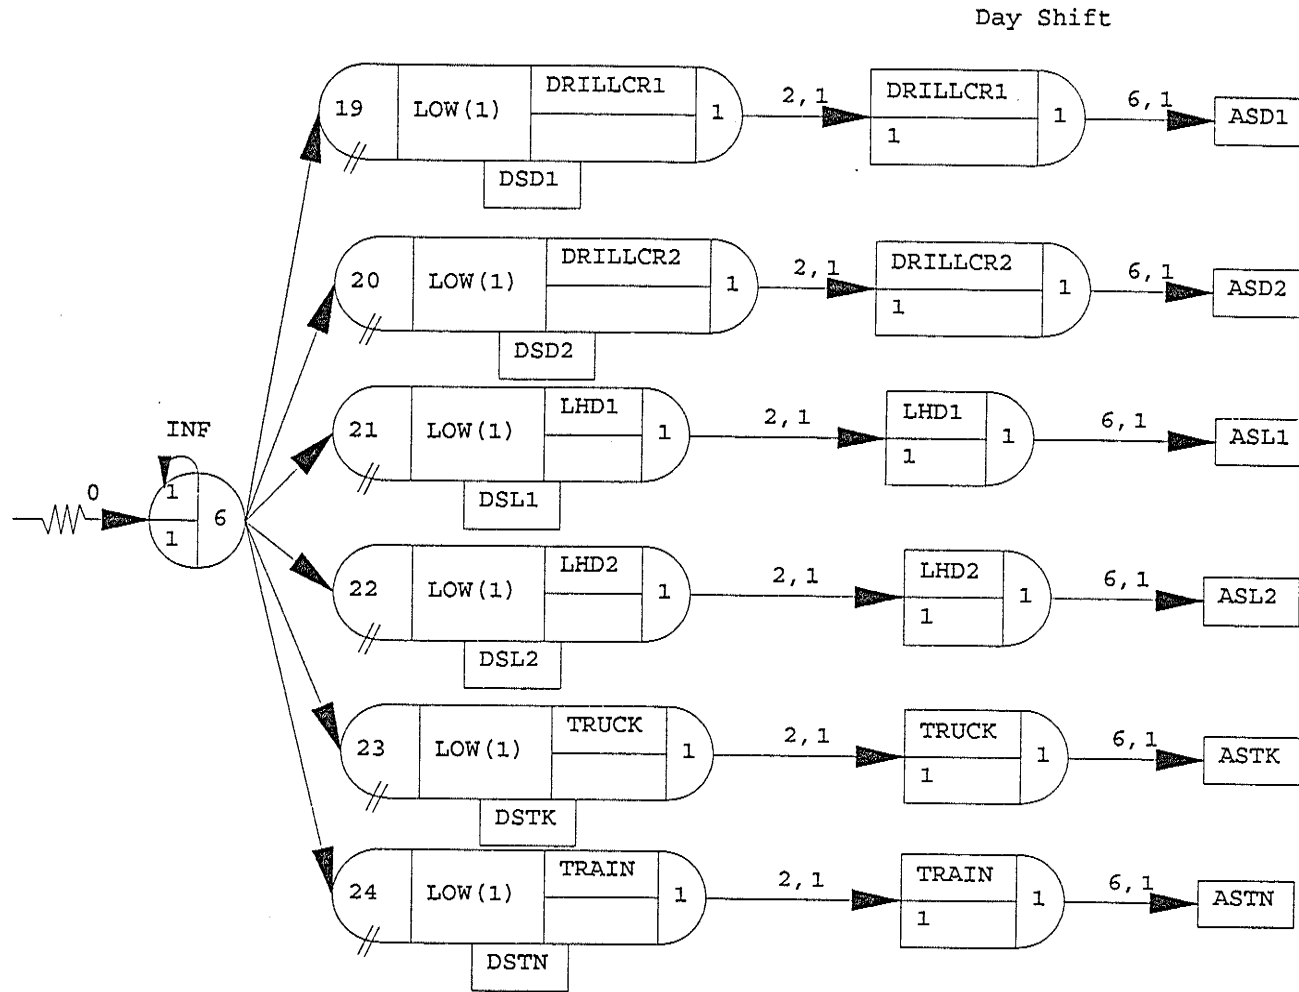 Day Shift
19 LOW(1) DRILLCR1 1 2,1 DRILLCR1 1 1 6,1 ASD1
DSD1
20 LOW(1) DRILLCR2 1 2,1 DRILLCR2 1 1 6,1 ASD2
DSD2
INF
0 1 1 6
21 LOW(1) LHD1 1 2,1 LHD1 1 1 6,1 ASL1
DSL1
22 LOW(1) LHD2 1 2,1 LHD2 1 1 6,1 ASL2
DSL2
23 LOW(1) TRUCK 1 2,1 TRUCK 1 1 6,1 ASTK
DSTK
24 LOW(1) TRAIN 1 2,1 TRAIN 1 1 6,1 ASTN
DSTN